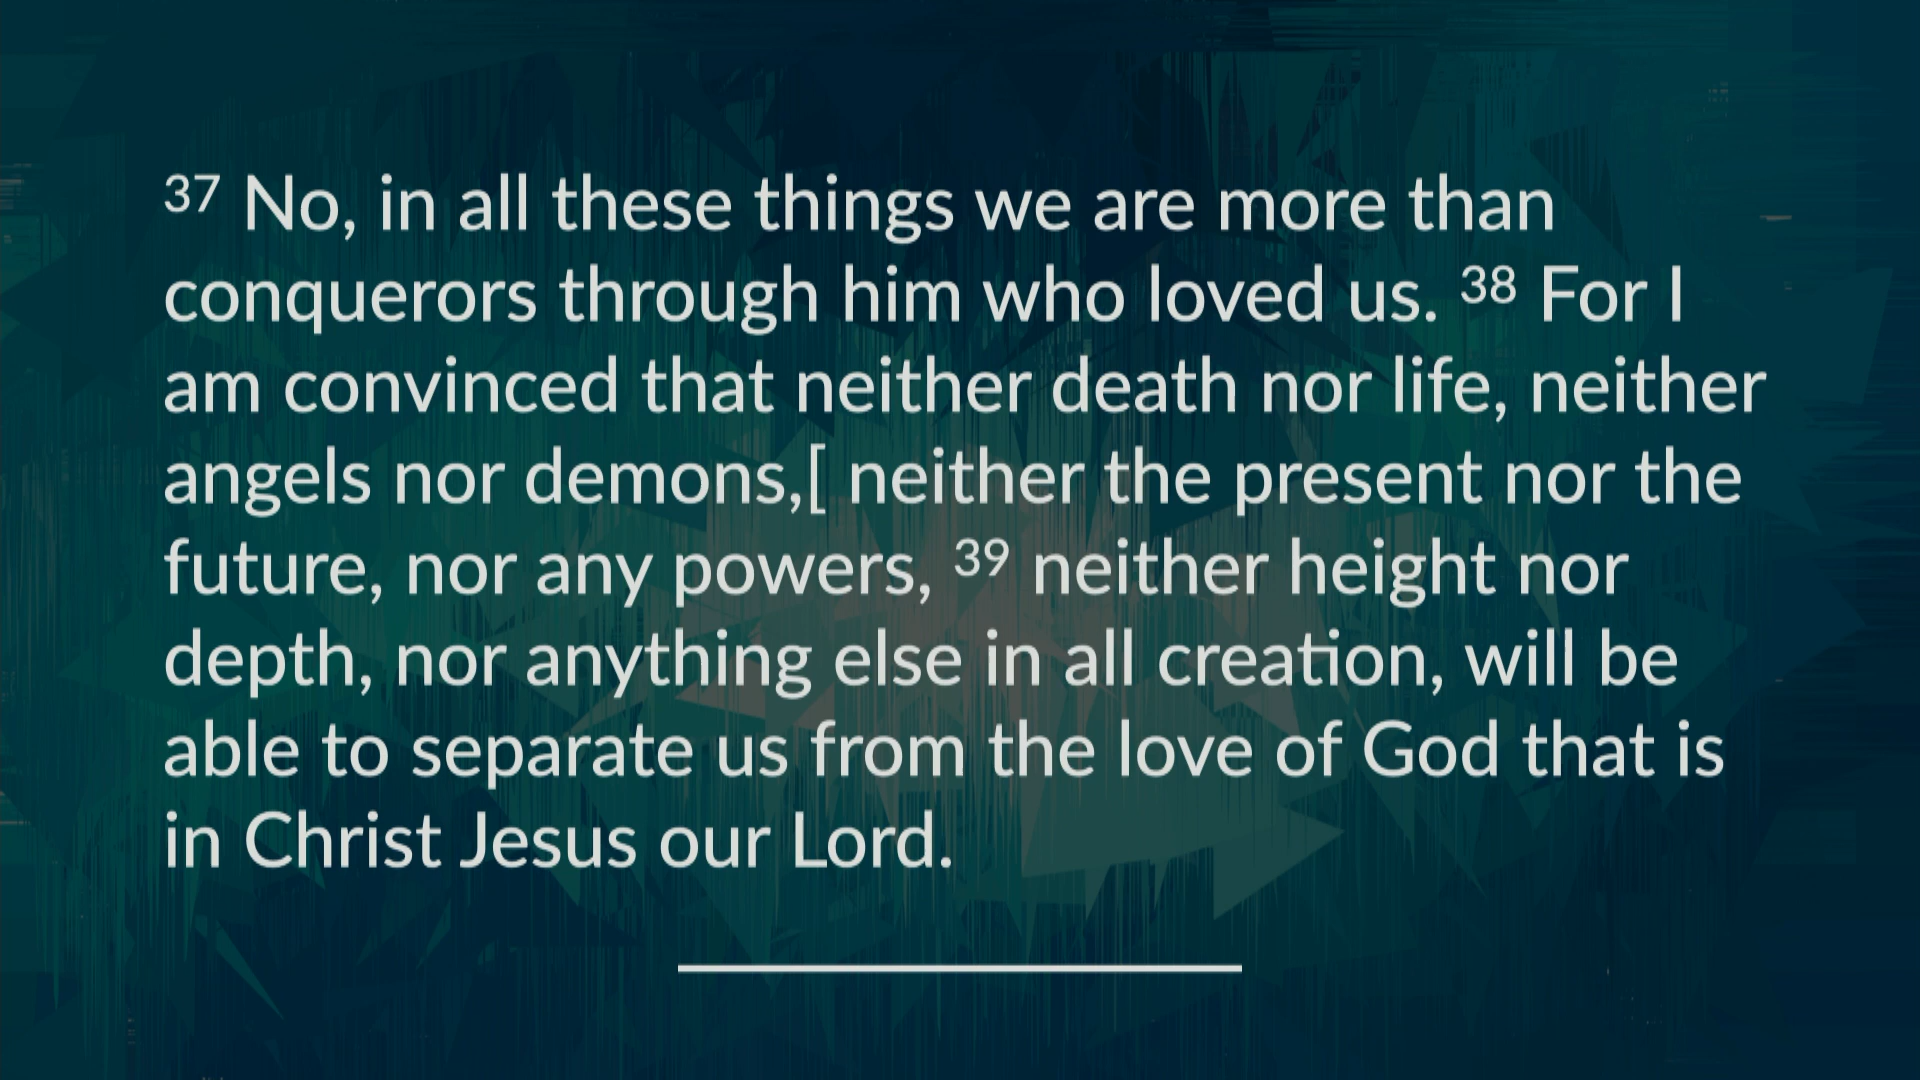 37 No, in all these things we are more than
conquerors through him who loved us. 38 For I
am convinced that neither death nor life, neither
angels nor demons,[ neither the present nor the
future, nor any powers, 39 neither height nor
depth, nor anything else in all creation, will be
able to separate us from the love of God that is
in Christ Jesus our Lord.